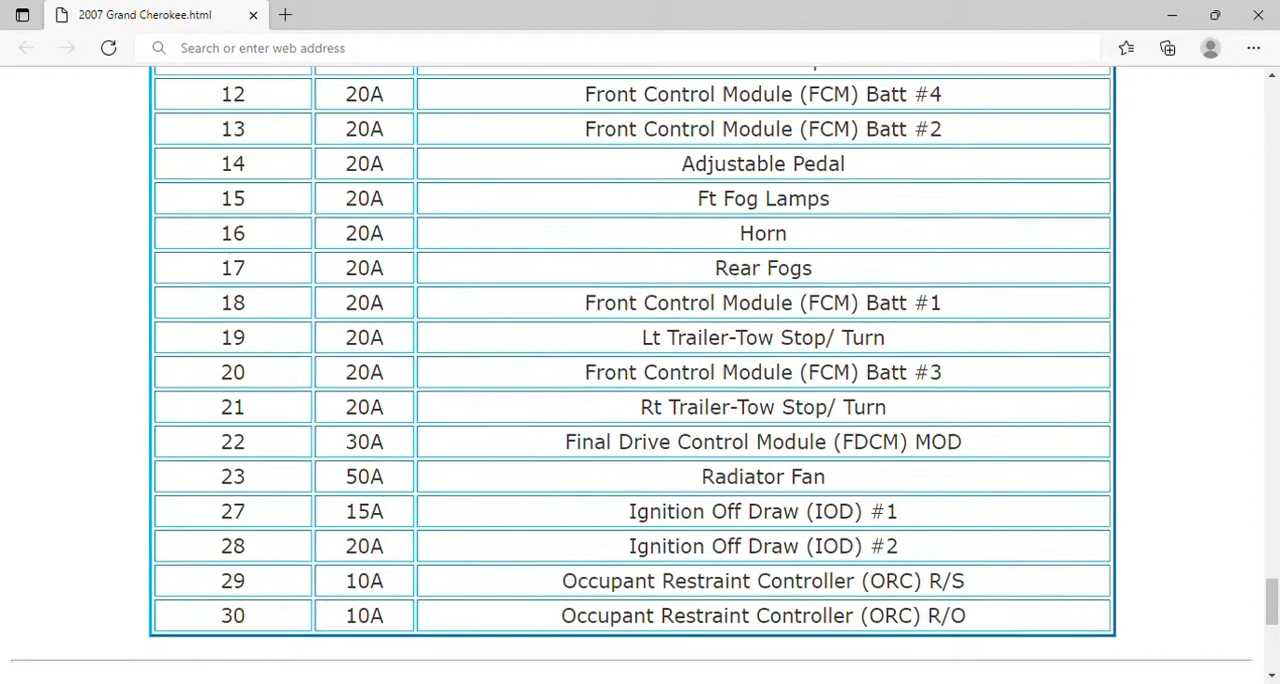 2007 Grand Cherokee.html
Search or enter web address
12 20A Front Control Module (FCM) Batt #4
13 20A Front Control Module (FCM) Batt #2
14 20A Adjustable Pedal
15 20A Ft Fog Lamps
16 20A Horn
17 20A Rear Fogs
18 20A Front Control Module (FCM) Batt #1
19 20A Lt Trailer-Tow Stop/ Turn
20 20A Front Control Module (FCM) Batt #3
21 20A Rt Trailer-Tow Stop/ Turn
22 30A Final Drive Control Module (FDCM) MOD
23 50A Radiator Fan
27 15A Ignition Off Draw (IOD) #1
28 20A Ignition Off Draw (IOD) #2
29 10A Occupant Restraint Controller (ORC) R/S
30 10A Occupant Restraint Controller (ORC) R/O